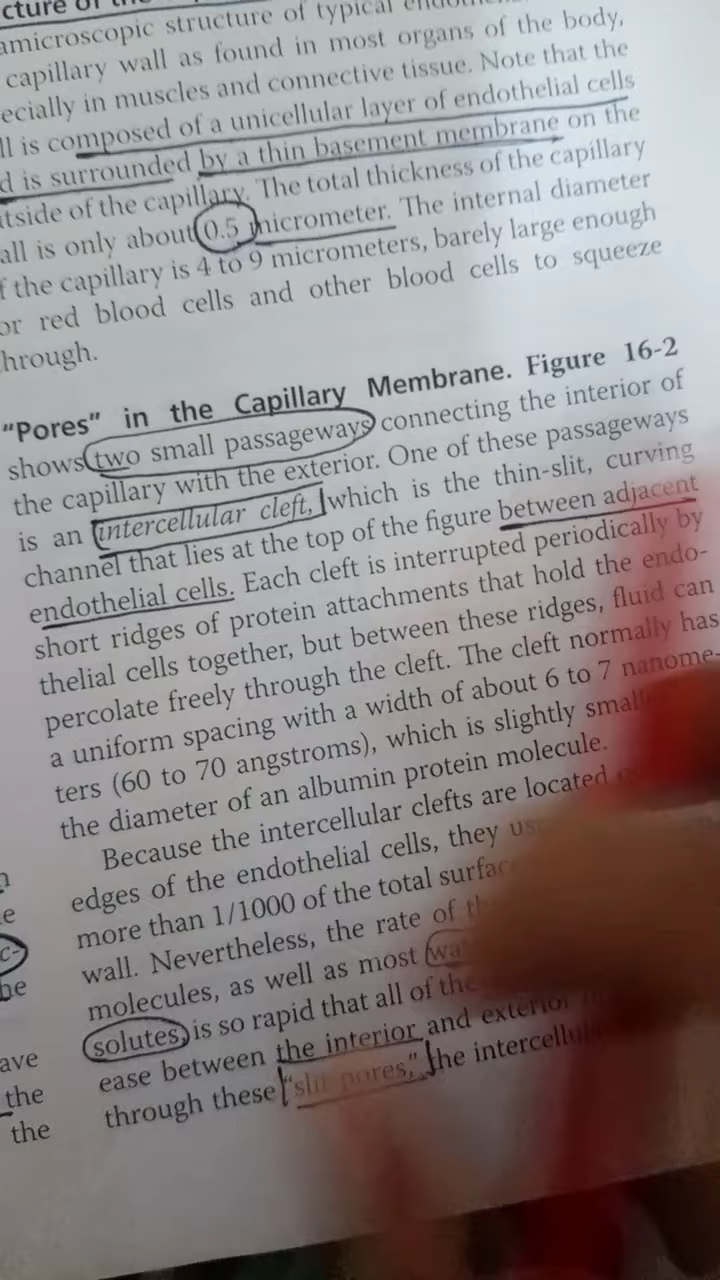 cture of
amicroscopic structure of typical
capillary wall as found in most organs of the body,
ecially in muscles and connective tissue. Note that the
ll is composed of a unicellular layer of endothelial cells
d is surrounded by a thin basement membrane on the
tside of the capillary. The total thickness of the capillary
all is only about 0.5 micrometer. The internal diameter
f the capillary is 4 to 9 micrometers, barely large enough
or red blood cells and other blood cells to squeeze
hrough.
"Pores" in the Capillary Membrane. Figure 16-2
shows two small passageways connecting the interior of
the capillary with the exterior. One of these passageways
is an intercellular cleft, which is the thin-slit, curving
channel that lies at the top of the figure between adjacent
endothelial cells. Each cleft is interrupted periodically by
short ridges of protein attachments that hold the endo-
thelial cells together, but between these ridges, fluid can
percolate freely through the cleft. The cleft normally has
a uniform spacing with a width of about 6 to 7 nanome-
ters (60 to 70 angstroms), which is slightly
the diameter of an albumin protein molecule.
Because the intercellular clefts are located
edges of the endothelial cells, they
more than 1/1000 of the total
wall. Nevertheless, the rate of
molecules, as well as most
solutes, is so rapid that all of the
ease between the interior and exterior
through these "slit pores," the
e
c-
he
ave
the
the